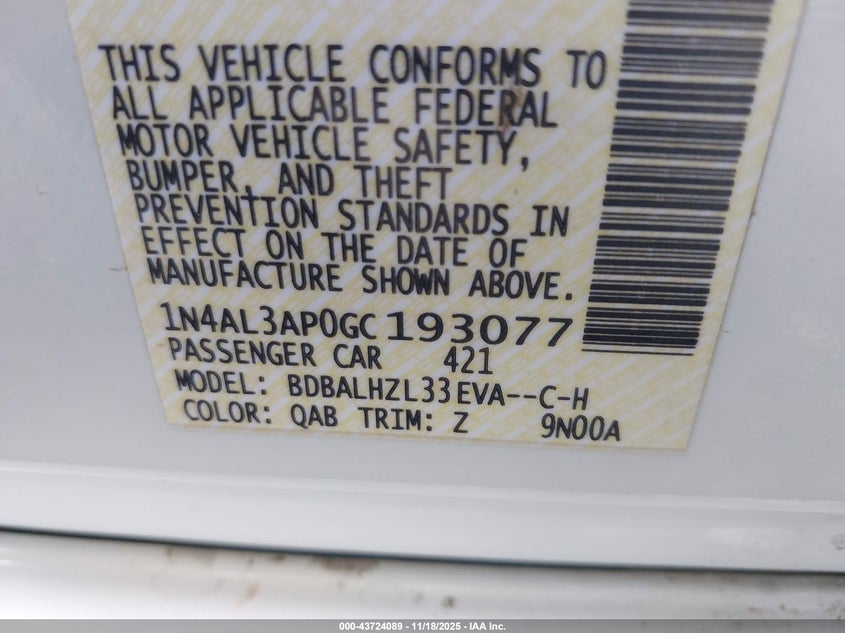 THIS VEHICLE CONFORMS TO
ALL APPLICABLE FEDERAL
MOTOR VEHICLE SAFETY,
BUMPER, AND THEFT
PREVENTION STANDARDS IN
EFFECT ON THE DATE OF
MANUFACTURE SHOWN ABOVE.
1N4AL3AP0GC193077
PASSENGER CAR 421
MODEL: BDBALHZL33EVA--C-H
COLOR: QAB TRIM: Z 9N00A
000-43724089 - 11/18/2025 - IAA Inc.